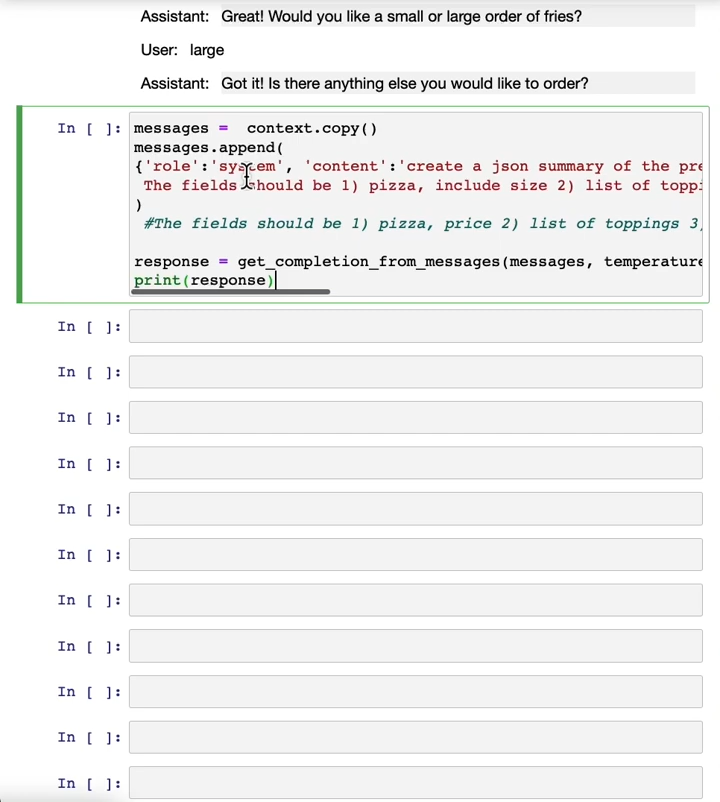 Assistant: Great! Would you like a small or large order of fries?
User: large
Assistant: Got it! Is there anything else you would like to order?
In [ ]: messages =  context.copy()
messages.append(
{'role':'system', 'content':'create a json summary of the pre
The fields should be 1) pizza, include size 2) list of toppi
)
#The fields should be 1) pizza, price 2) list of toppings 3
response = get_completion_from_messages(messages, temperature
print(response)
In [ ]:
In [ ]:
In [ ]:
In [ ]:
In [ ]:
In [ ]:
In [ ]:
In [ ]:
In [ ]:
In [ ]:
In [ ]: